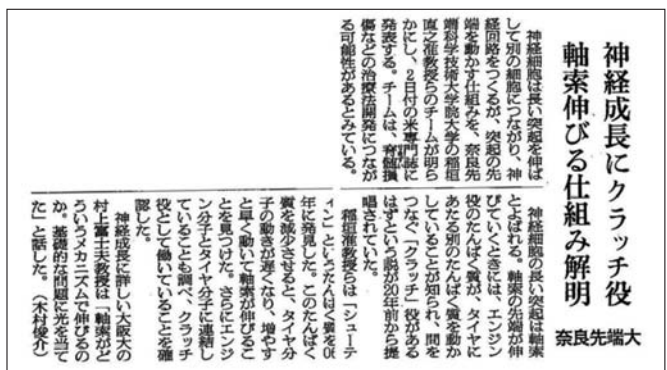 神経成長にクラッチ役
軸索伸びる仕組み解明
奈良先端大
神経細胞は長い突起を伸ば
して別の細胞につながり、神
経回路をつくるが、突起の先
端を動かす仕組みを、奈良先
端科学技術大学院大学の稲垣
直之准教授らのチームが明ら
かにし、2日付の米専門誌に
発表する。チームは、脊髄損
傷などの治療法開発につなが
る可能性があるとみている。
神経細胞の長い突起は軸索
とよばれる。軸索の先端が伸
びていくときには、エンジン
役のたんぱく質が、タイヤに
あたる別のたんぱく質を動か
していることが知られ、間を
つなぐ「クラッチ」役がある
はずという説が20年前から提
唱されていた。
稲垣准教授らは「シューテ
ィン」というたんぱく質を06
年に発見した。このたんぱく
質を減少させると、タイヤ分
子の動きが遅くなり、増やす
と早く動いて軸索が伸びるこ
とを見つけた。さらにエンジ
ン分子とタイヤ分子に連結し
ていることも調べ、クラッチ
役として働いていることを確
認した。
神経成長に詳しい大阪大の
村上富士夫教授は「軸索がど
ういうメカニズムで伸びるの
か。基礎的な問題に光を当て
た」と話した。(木村俊介)